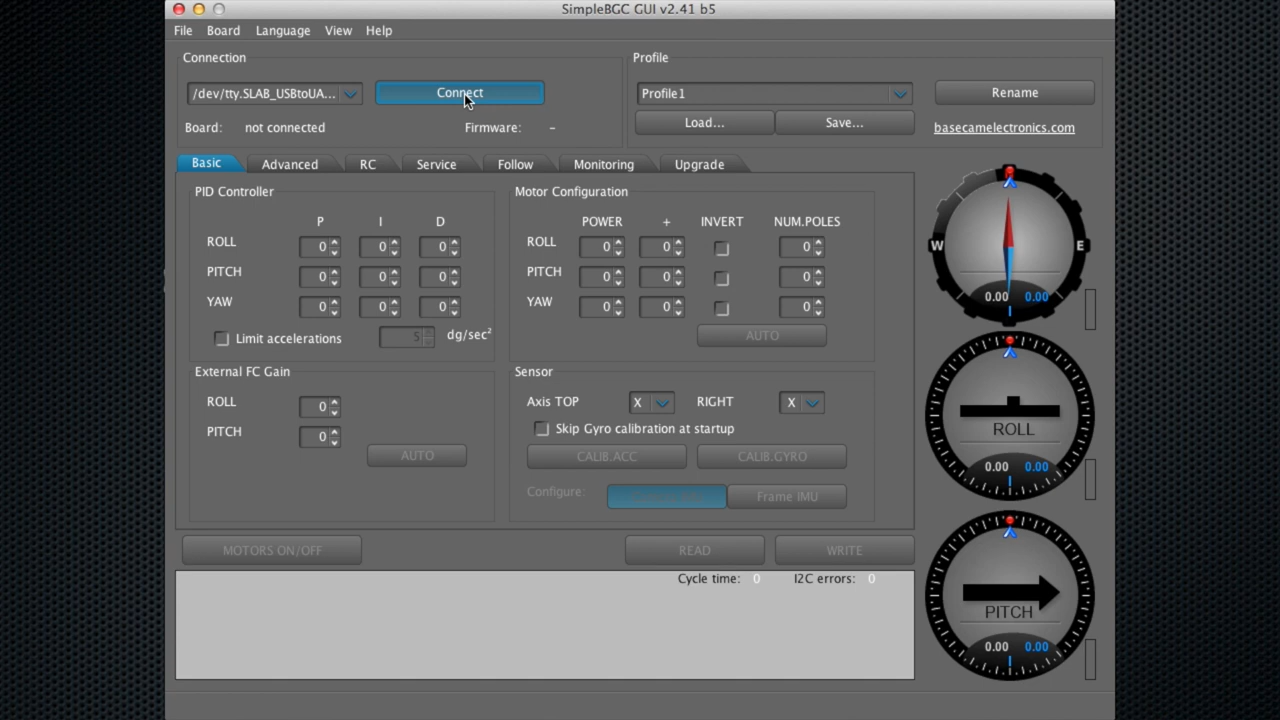 SimpleBGC GUI v2.41 b5
File Board Language View Help
Connection
/dev/tty.SLAB_USBtoUA... Connect
Board: not connected Firmware: –
Profile
Profile1 Rename
Load... Save... basecamelectronics.com
Basic Advanced RC Service Follow Monitoring Upgrade
PID Controller
P I D
ROLL 0 0 0
PITCH 0 0 0
YAW 0 0 0
Limit accelerations 5 dg/sec²
Motor Configuration
POWER + INVERT NUM.POLES
ROLL 0 0 0
PITCH 0 0 0
YAW 0 0 0
AUTO
External FC Gain
ROLL 0
PITCH 0
AUTO
Sensor
Axis TOP X RIGHT X
Skip Gyro calibration at startup
CALIB.ACC CALIB.GYRO
Configure: Frame IMU
MOTORS ON/OFF READ WRITE
Cycle time: 0 I2C errors: 0
W E
0.00 0.00
ROLL
0.00 0.00
PITCH
0.00 0.00